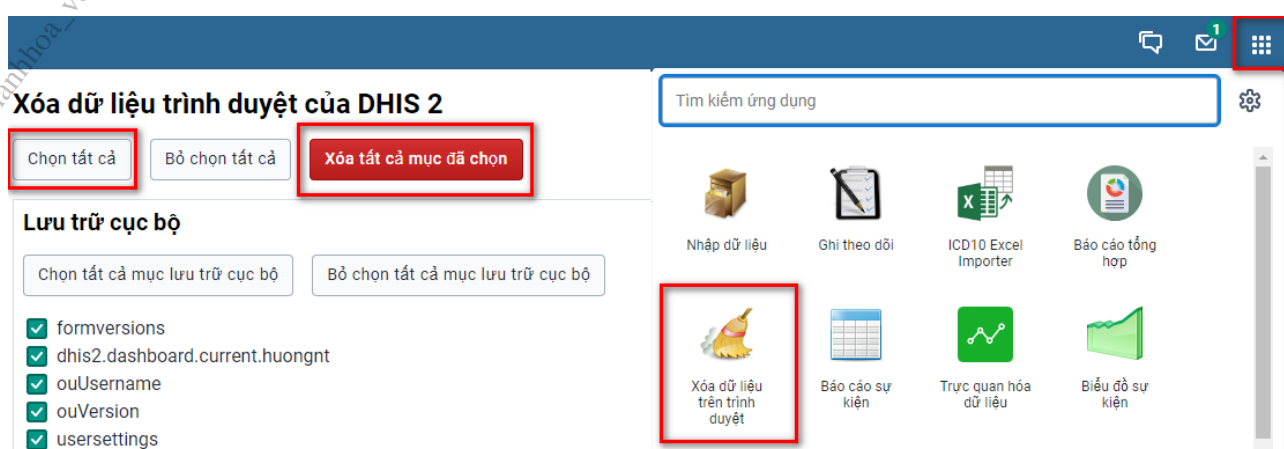 1
Xóa dữ liệu trình duyệt của DHIS 2
Chọn tất cả
Bỏ chọn tất cả
Xóa tất cả mục đã chọn
Lưu trữ cục bộ
Chọn tất cả mục lưu trữ cục bộ
Bỏ chọn tất cả mục lưu trữ cục bộ
formversions
dhis2.dashboard.current.huongnt
ouUsername
ouVersion
usersettings
Tìm kiếm ứng dụng
Nhập dữ liệu
Ghi theo dõi
ICD10 Excel
Importer
Báo cáo tổng
hợp
Xóa dữ liệu
trên trình
duyệt
Báo cáo sự
kiện
Trực quan hóa
dữ liệu
Biểu đồ sự
kiện